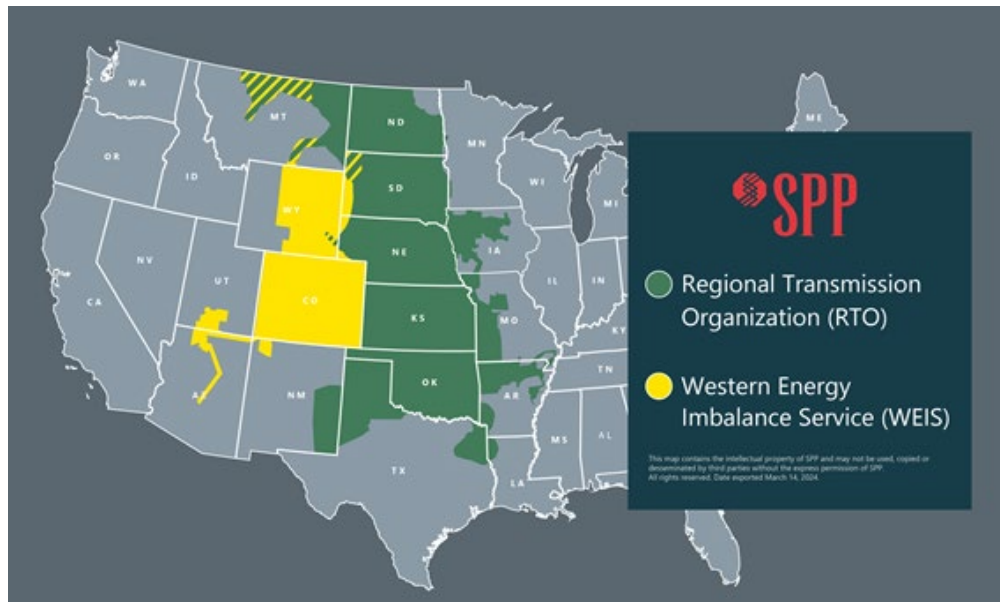 WA
MT
ND
MN
ME
OR
ID
SD
WI
MI
WY
NE
IA
NV
UT
CO
IL
IN
CA
KS
MO
KY
NM
OK
AR
TN
TX
MS
AL
LA
SPP
Regional Transmission
Organization (RTO)
Western Energy
Imbalance Service (WEIS)
This map contains the intellectual property of SPP and may not be used, copied or
disseminated by third parties without the express permission of SPP.
All rights reserved. Date exported March 14, 2024.